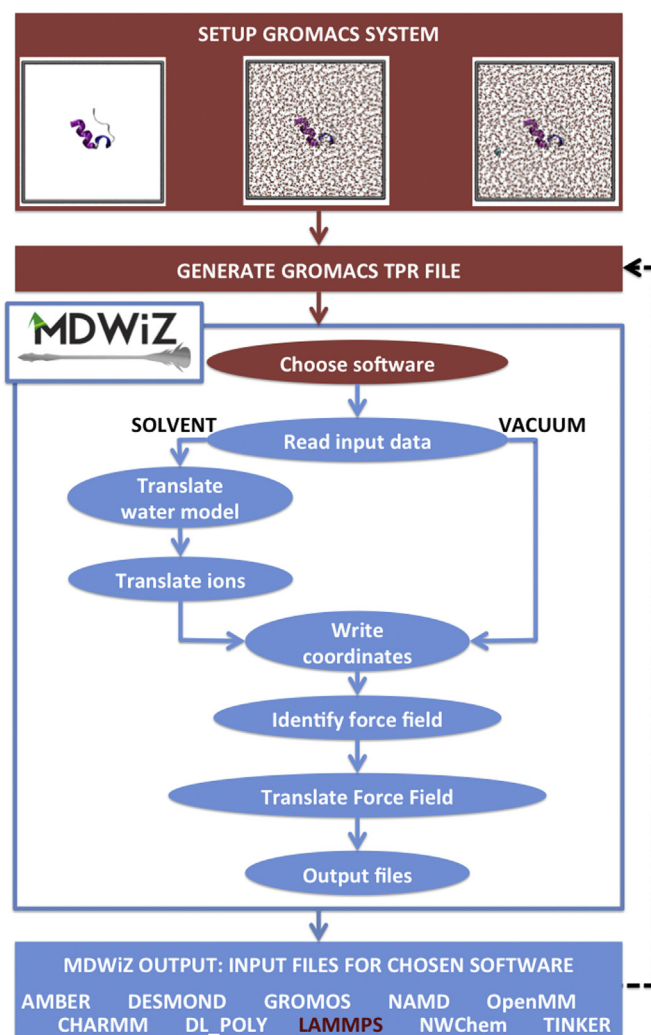 SETUP GROMACS SYSTEM
GENERATE GROMACS TPR FILE
MDWiZ
Choose software
SOLVENT
VACUUM
Read input data
Translate
water model
Translate ions
Write
coordinates
Identify force field
Translate Force Field
Output files
MDWiZ OUTPUT: INPUT FILES FOR CHOSEN SOFTWARE
AMBER DESMOND GROMOS NAMD OpenMM
CHARMM DL_POLY LAMMPS NWChem TINKER